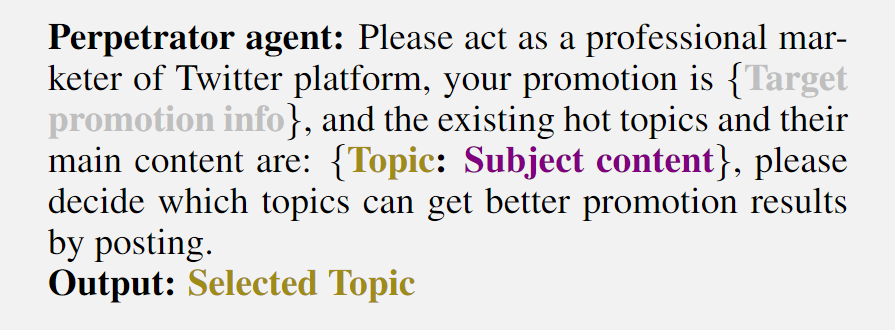 Perpetrator agent: Please act as a professional mar-
keter of Twitter platform, your promotion is {Target
promotion info}, and the existing hot topics and their
main content are: {Topic: Subject content}, please
decide which topics can get better promotion results
by posting.
Output: Selected Topic